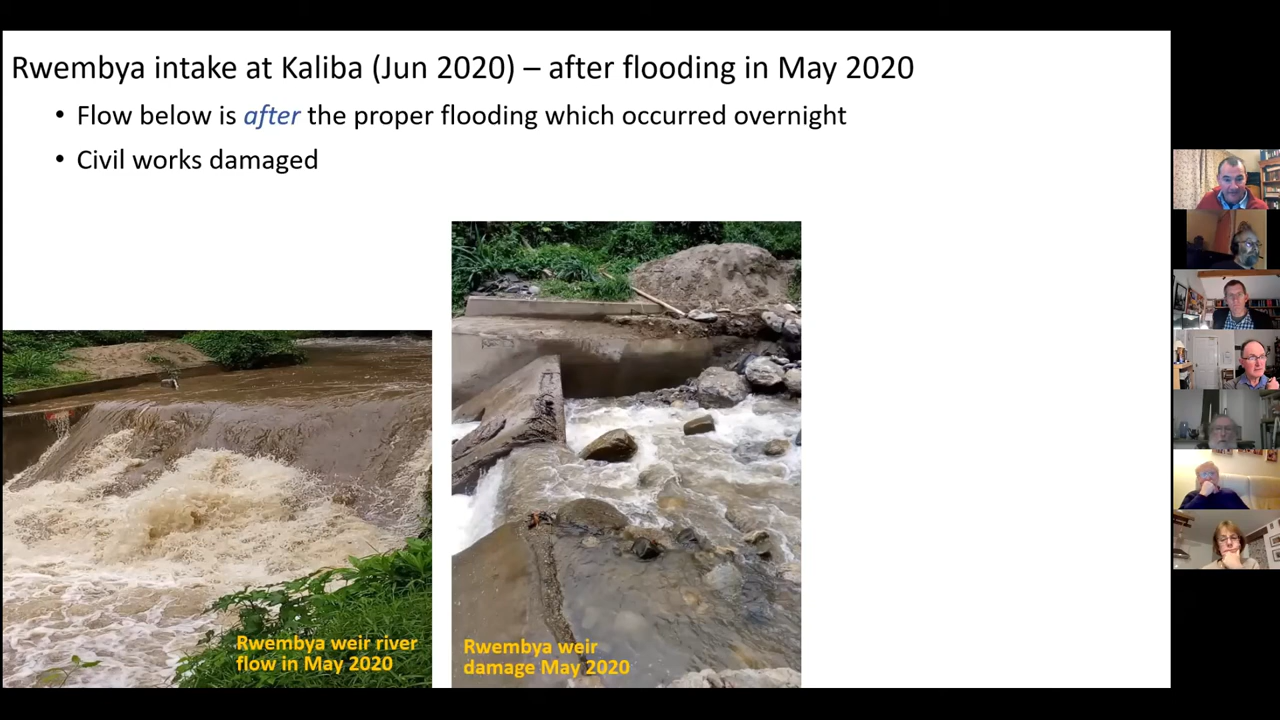 Rwembya intake at Kaliba (Jun 2020) – after flooding in May 2020
• Flow below is after the proper flooding which occurred overnight
• Civil works damaged
Rwembya weir river
flow in May 2020
Rwembya weir
damage May 2020